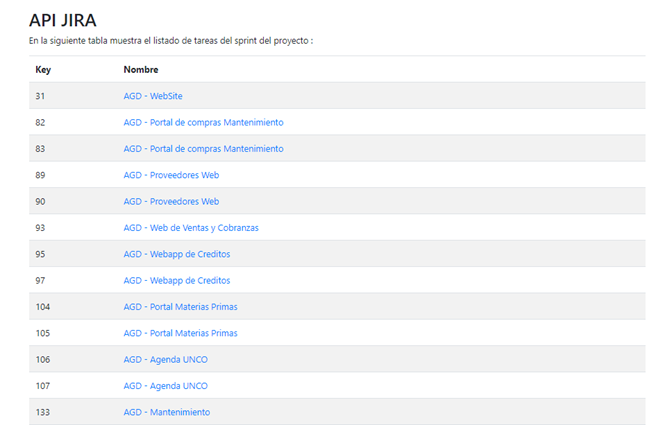 API JIRA
En la siguiente tabla muestra el listado de tareas del sprint del proyecto :
Key Nombre
31 AGD - WebSite
82 AGD - Portal de compras Mantenimiento
83 AGD - Portal de compras Mantenimiento
89 AGD - Proveedores Web
90 AGD - Proveedores Web
93 AGD - Web de Ventas y Cobranzas
95 AGD - Webapp de Creditos
97 AGD - Webapp de Creditos
104 AGD - Portal Materias Primas
105 AGD - Portal Materias Primas
106 AGD - Agenda UNCO
107 AGD - Agenda UNCO
133 AGD - Mantenimiento